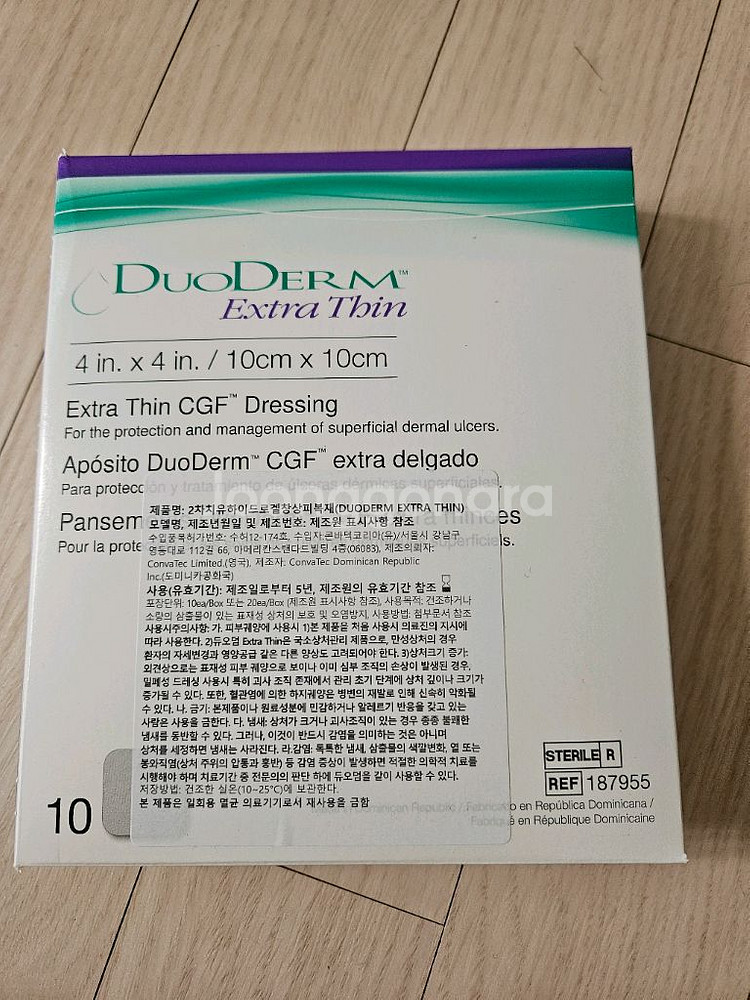 DUODERM™
Extra Thin
4 in. x 4 in. / 10cm x 10cm
Extra Thin CGF™ Dressing
For the protection and management of superficial dermal ulcers.
Apósito DuoDerm™ CGF™ extra delgado
Para protección y tratamiento de úlceras dérmicas superficiales.
joongonara
Pansem
es
Pour la prote
s.
제품명: 2차치유하이드로겔창상피복재(DUODERM EXTRA THIN)
모델명, 제조년월일 및 제조번호: 제조원 표시사항 참조
수입품목허가번호: 수허12-174호, 수입자:콘바텍코리아(유)/서울시 강남구
영동대로 112길 66, 아메리칸스탠다드빌딩 4층(06083), 제조의뢰자:
ConvaTec Limited.(영국), 제조자: ConvaTec Dominican Republic
Inc.(도미니카공화국)
사용(유효기간): 제조일로부터 5년, 제조원의 유효기간 참조
포장단위: 10ea/Box 또는 20ea/Box (제조원 표시사항 참조), 사용목적: 건조하거나
소량의 삼출물이 있는 표재성 상처의 보호 및 오염방지, 사용방법: 첨부문서 참조
사용시주의사항: 가. 피부궤양에 사용시 1)본 제품을 처음 사용시 의료진의 지시에
따라 사용한다. 2)듀오덤 Extra Thin은 국소상처관리 제품으로, 만성상처의 경우
환자의 자세변경과 영양공급 같은 다른 양상도 고려되어야 한다. 3)상처크기 증가:
외견상으로는 표재성 피부 궤양으로 보이나 이미 심부 조직의 손상이 발생된 경우,
밀폐성 드레싱 사용시 특히 괴사 조직 존재에서 관리 초기 단계에 상처 깊이나 크기가
증가될 수 있다. 또한, 혈관염에 의한 하지궤양은 병변의 재발로 인해 신속히 악화될
수 있다. 나. 금기: 본제품이나 원료성분에 민감하거나 알레르기 반응을 갖고 있는
사람은 사용을 금한다. 다. 냄새: 상처가 크거나 괴사조직이 있는 경우 종종 불쾌한
냄새를 동반할 수 있다. 그러나, 이것이 반드시 감염을 의미하는 것은 아니며
상처를 세정하면 냄새는 사라진다. 라.감염: 독특한 냄새, 삼출물의 색깔변화, 열 또는
봉와직염(상처 주위의 압통과 홍반) 등 감염 증상이 발생하면 적절한 의학적 치료를
시행해야 하며 치료기간 중 전문의의 판단 하에 듀오덤을 같이 사용할 수 있다.
저장방법: 건조한 실온(10~25℃)에 보관한다.
본 제품은 일회용 멸균 의료기기로서 재사용을 금함
STERILE R
REF 187955
10
Dominican Republic / Fabricado en República Dominicana /
Fabriqué en République Dominicaine